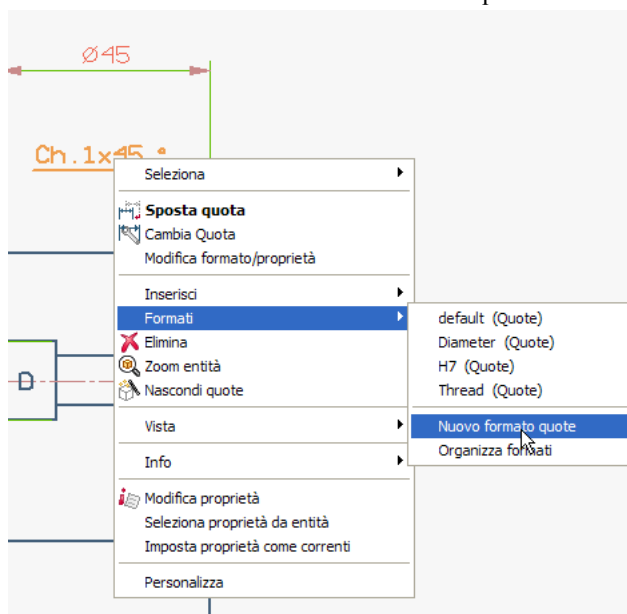 Ø45
Ch.1x45 °
Seleziona
Sposta quota
Cambia Quota
Modifica formato/proprietà
Inserisci
Formati
Elimina
Zoom entità
Nascondi quote
Vista
Info
Modifica proprietà
Seleziona proprietà da entità
Imposta proprietà come correnti
Personalizza
default (Quote)
Diameter (Quote)
H7 (Quote)
Thread (Quote)
Nuovo formato quote
Organizza formati
D